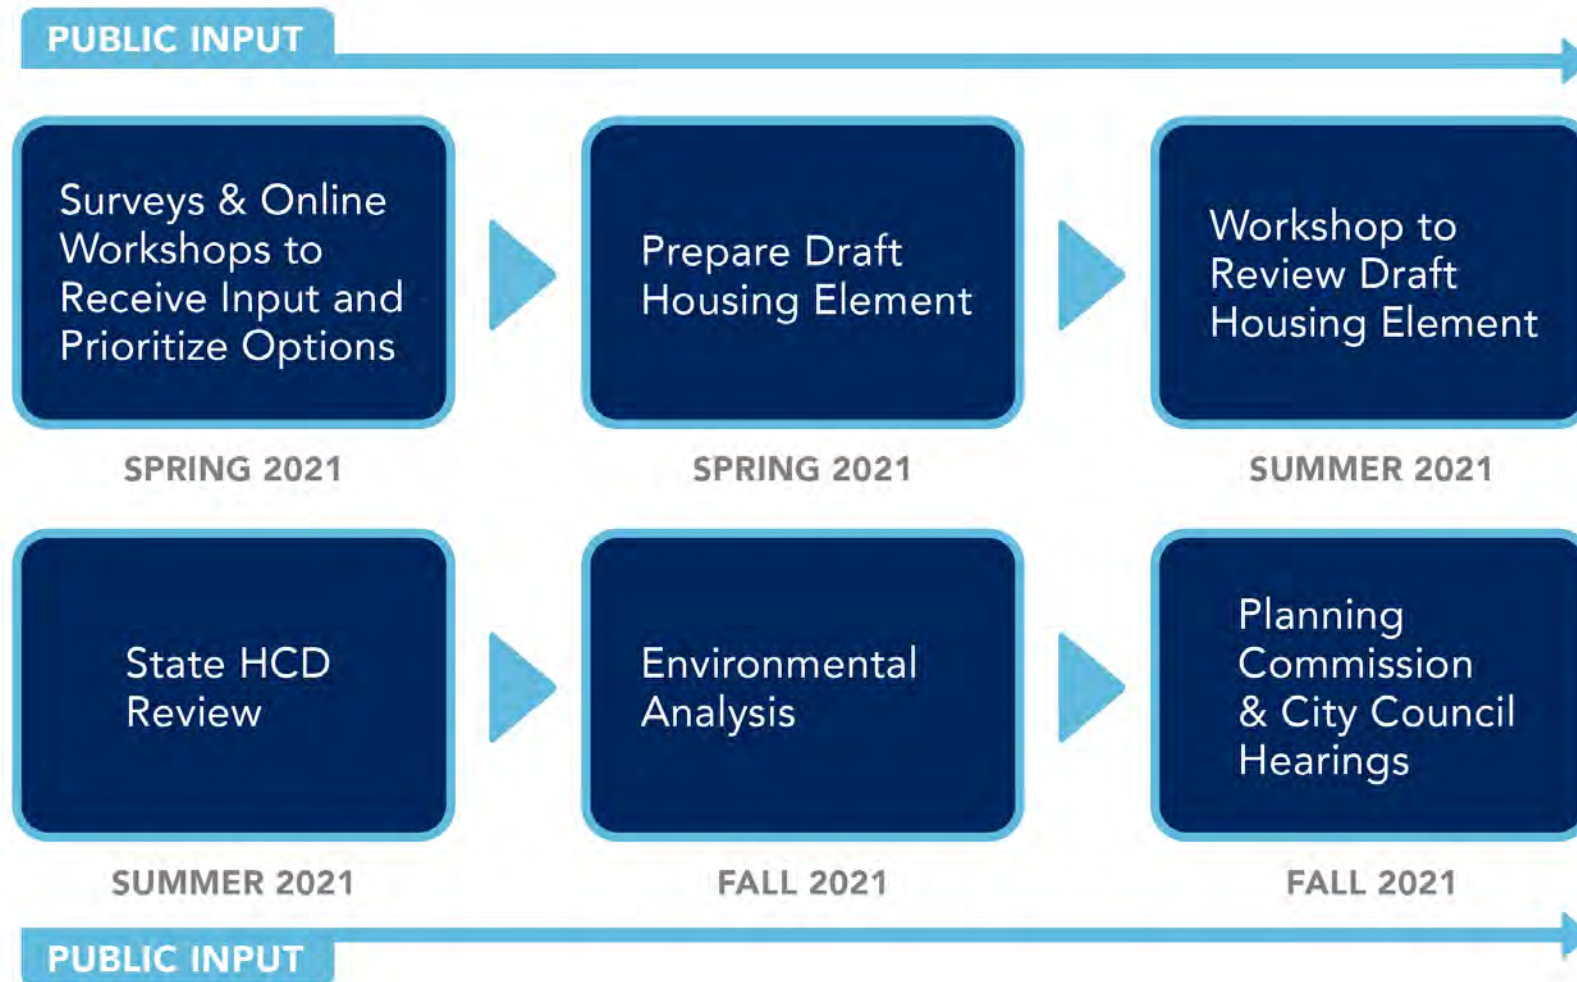 PUBLIC INPUT
Surveys & Online
Workshops to
Receive Input and
Prioritize Options
SPRING 2021
Prepare Draft
Housing Element
SPRING 2021
Workshop to
Review Draft
Housing Element
SUMMER 2021
State HCD
Review
SUMMER 2021
Environmental
Analysis
FALL 2021
Planning
Commission
& City Council
Hearings
FALL 2021
PUBLIC INPUT